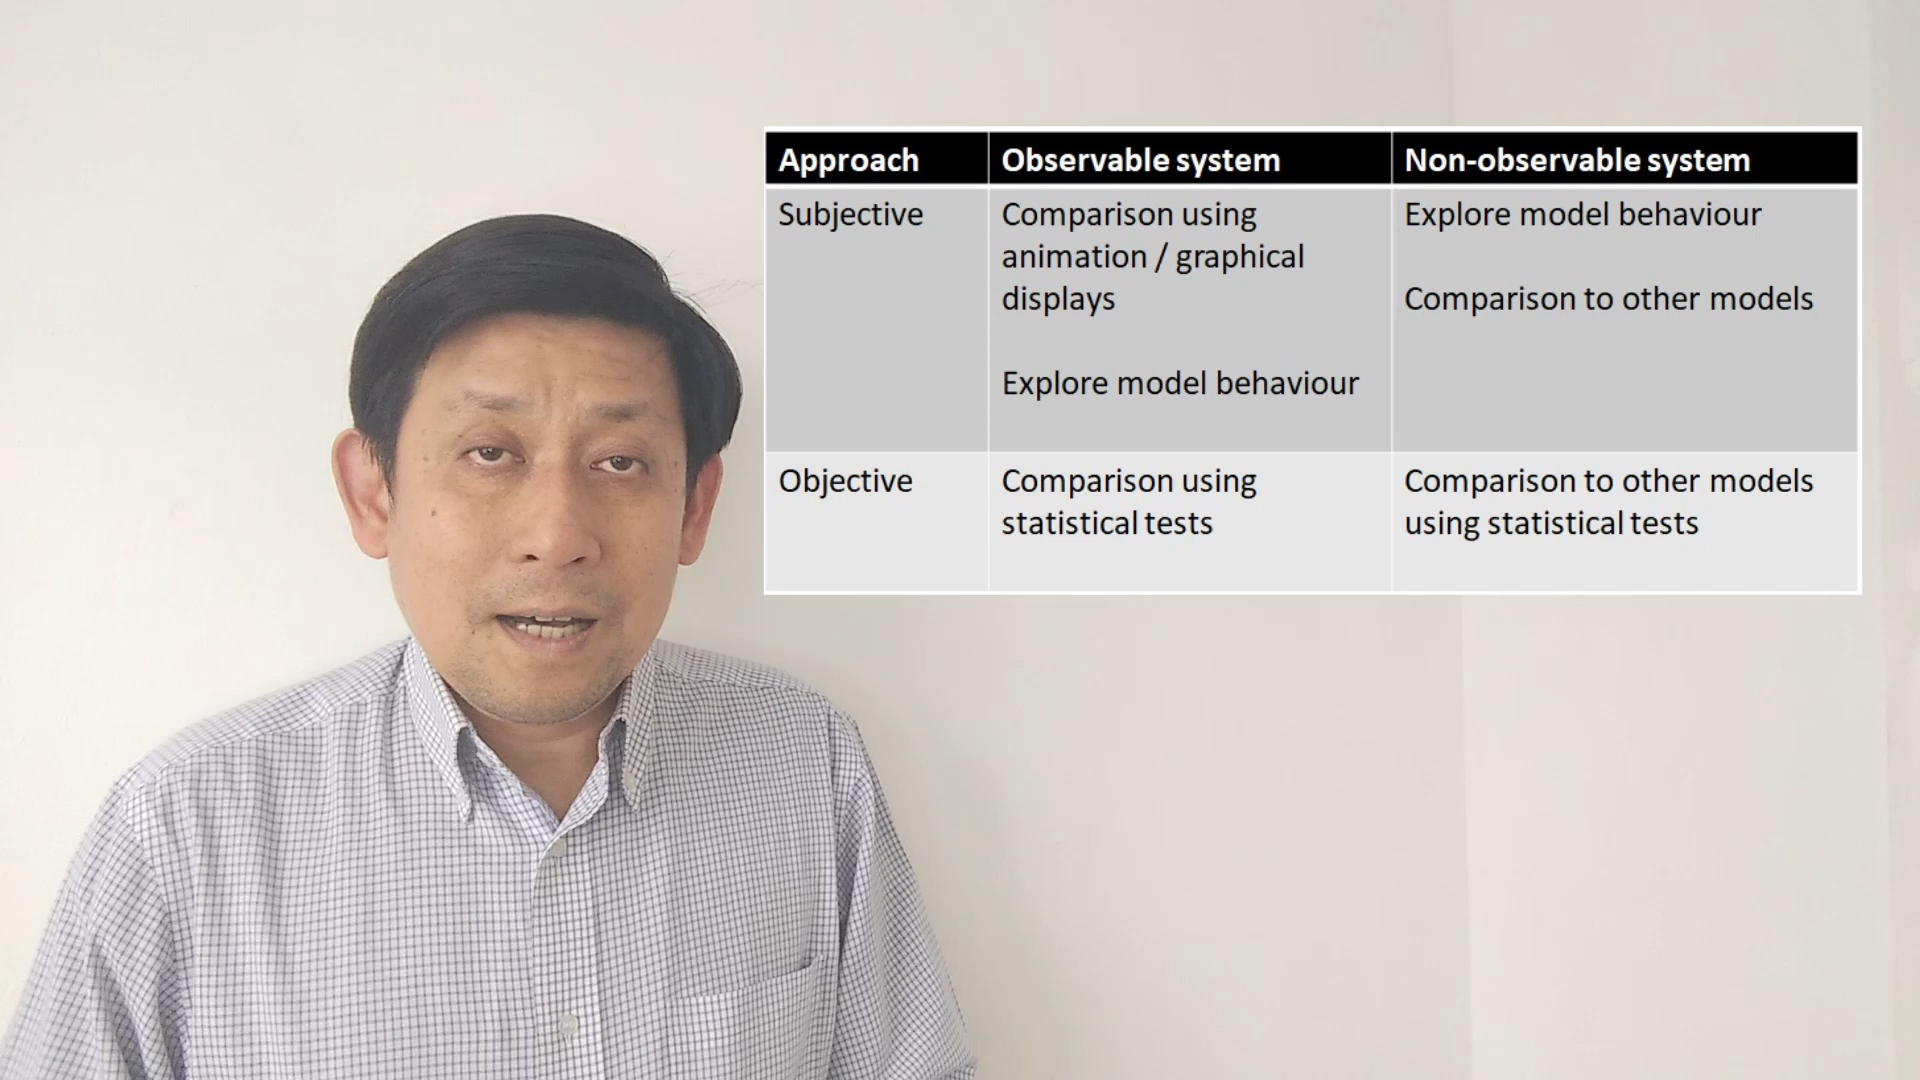 Approach Observable system Non-observable system
Subjective Comparison using Explore model behaviour
animation / graphical
displays Comparison to other models
Explore model behaviour
Objective Comparison using Comparison to other models
statistical tests using statistical tests